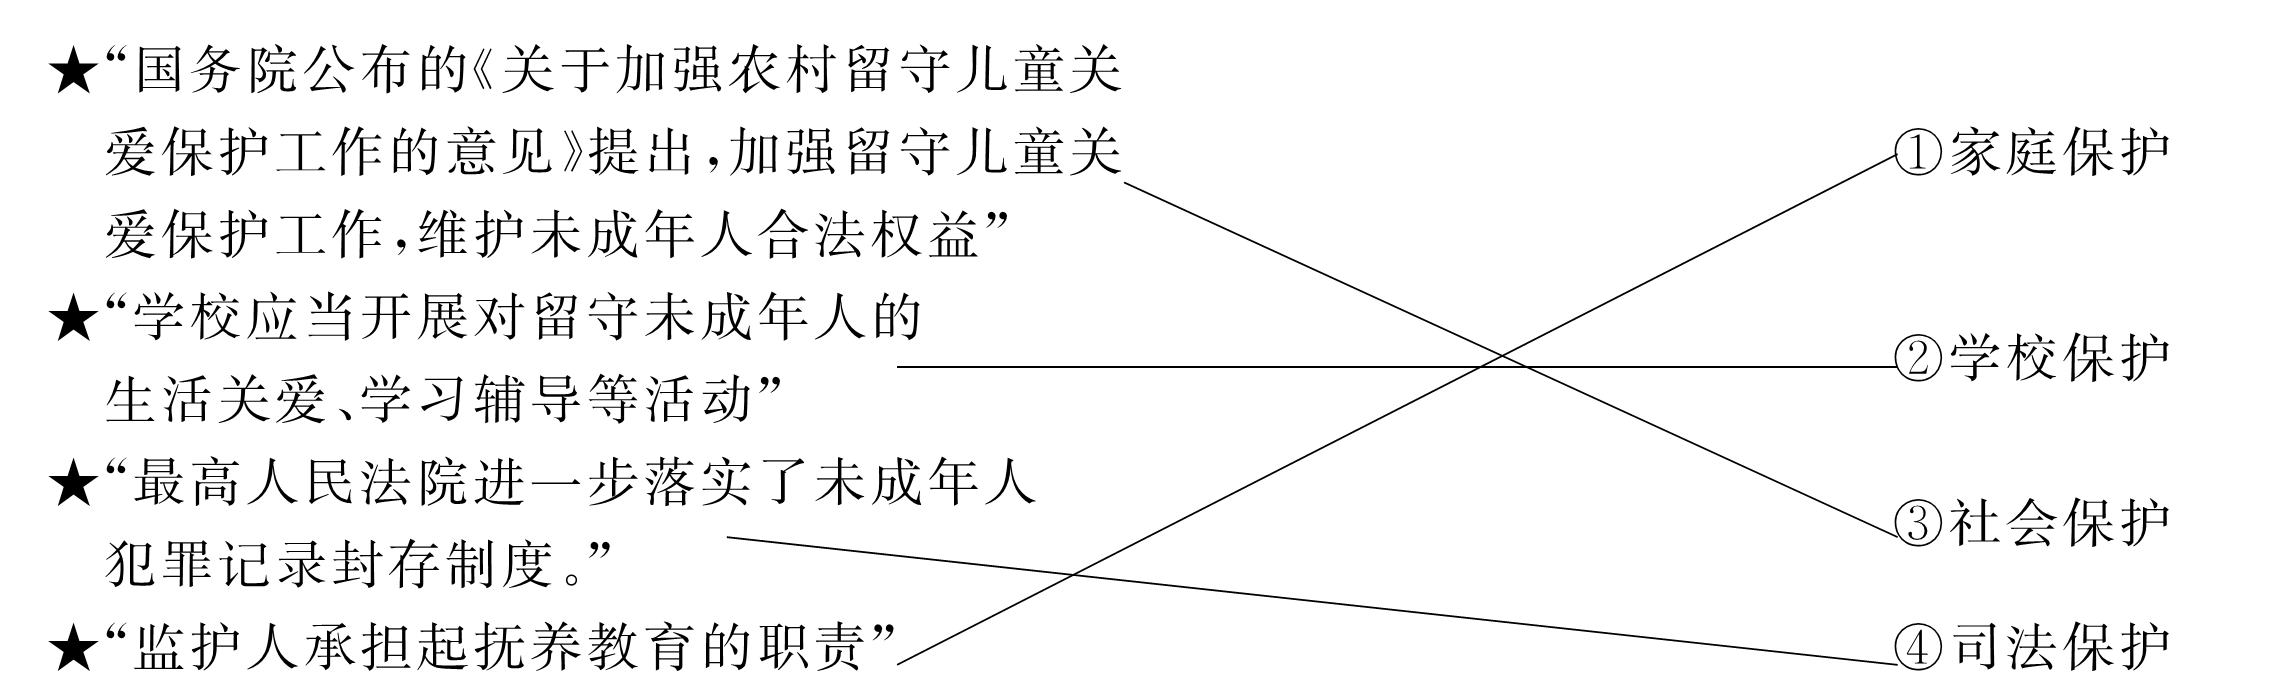 ★“国务院公布的《关于加强农村留守儿童关
爱保护工作的意见》提出,加强留守儿童关
爱保护工作,维护未成年人合法权益”
★“学校应当开展对留守未成年人的
生活关爱、学习辅导等活动”
★“最高人民法院进一步落实了未成年人
犯罪记录封存制度。”
★“监护人承担起抚养教育的职责”
①家庭保护
②学校保护
③社会保护
④司法保护